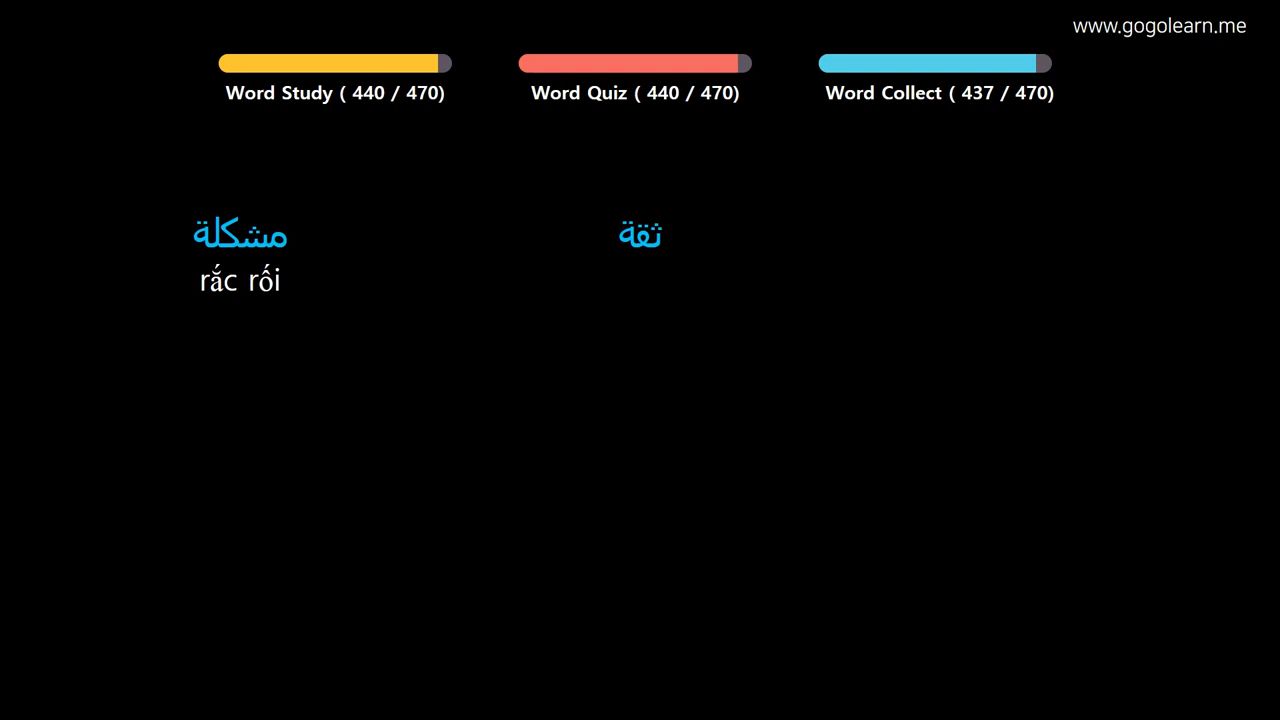 www.gogolearn.me
Word Study ( 440 / 470)
Word Quiz ( 440 / 470)
Word Collect ( 437 / 470)
مشكلة
rắc rối
ثقة